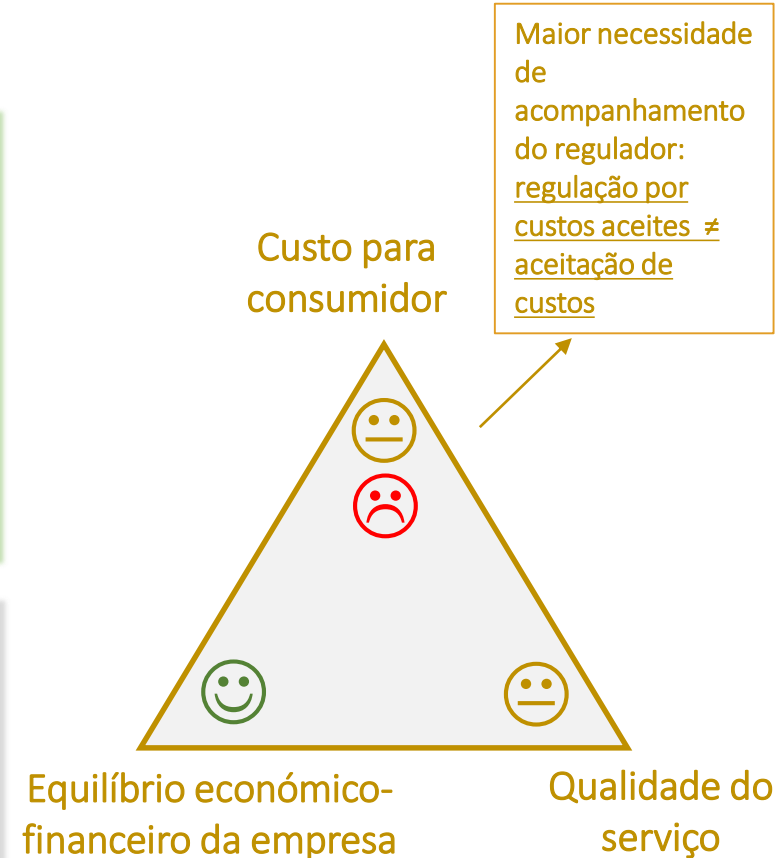 Maior necessidade
de
acompanhamento
do regulador:
regulação por
custos aceites ≠
aceitação de
custos
Custo para
consumidor
Equilíbrio económico-
financeiro da empresa
Qualidade do
serviço